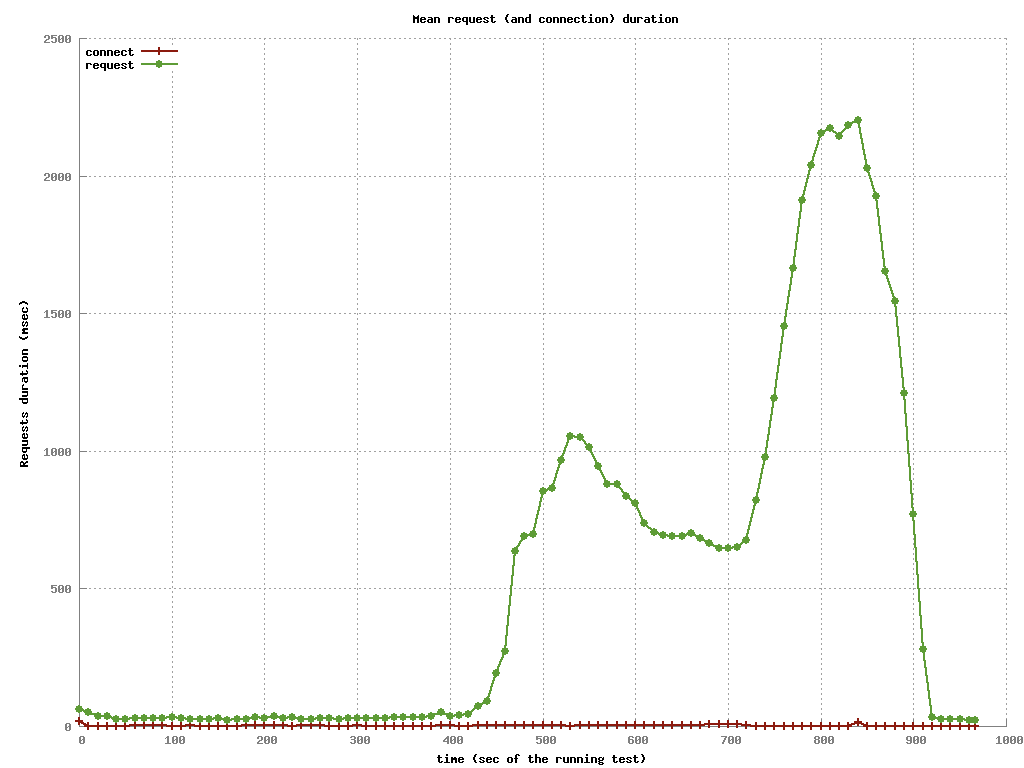 Mean request (and connection) duration
connect
request
2500
2000
1500
1000
500
0
Requests duration (msec)
0 100 200 300 400 500 600 700 800 900 1000
time (sec of the running test)